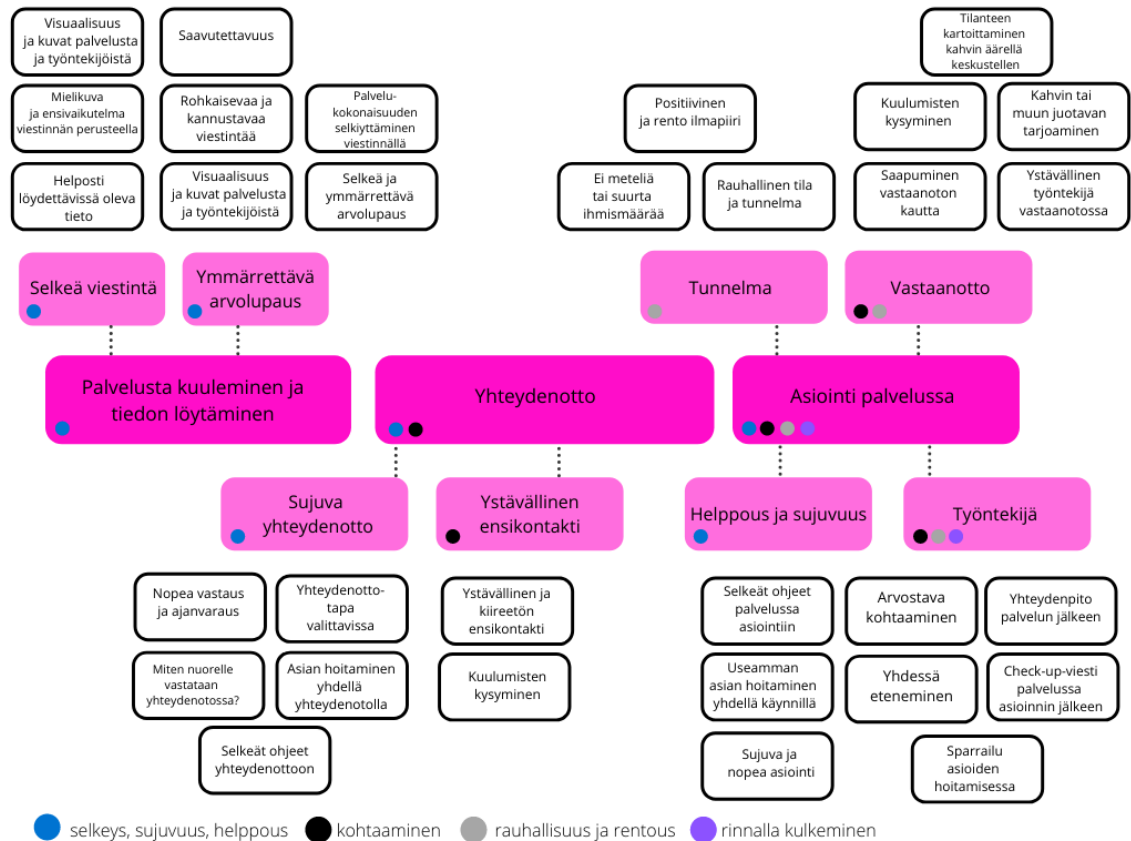 Visuaalisuus
ja kuvat palvelusta
ja työntekijöistä
Saavutettavuus
Mielikuva
ja ensivaikutelma
viestinnän perusteella
Rohkaisevaa ja
kannustavaa
viestintää
Palvelu-
kokonaisuuden
selkiyttäminen
viestinnällä
Helposti
löydettävissä oleva
tieto
Visuaalisuus
ja kuvat palvelusta
ja työntekijöistä
Selkeä ja
ymmärrettävä
arvolupaus
Tilanteen
kartoittaminen
kahvin äärellä
keskustellen
Positiivinen
ja rento ilmapiiri
Kuulumisten
kysyminen
Kahvin tai
muun juotavan
tarjoaminen
Ei meteliä
tai suurta
ihmismäärää
Rauhallinen tila
ja tunnelma
Saapuminen
vastaanoton
kautta
Ystävällinen
työntekijä
vastaanotossa
Selkeä viestintä
Ymmärrettävä
arvolupaus
Tunnelma
Vastaanotto
Palvelusta kuuleminen ja
tiedon löytäminen
Yhteydenotto
Asiointi palvelussa
Sujuva
yhteydenotto
Ystävällinen
ensikontakti
Helppous ja sujuvuus
Työntekijä
Nopea vastaus
ja ajanvaraus
Yhteydenotto-
tapa
valittavissa
Ystävällinen ja
kiireetön
ensikontakti
Miten nuorelle
vastataan
yhteydenotossa?
Asian hoitaminen
yhdellä
yhteydenotolla
Kuulumisten
kysyminen
Selkeät ohjeet
yhteydenottoon
Selkeät ohjeet
palvelussa
asiointiin
Arvostava
kohtaaminen
Yhteydenpito
palvelun jälkeen
Useamman
asian hoitaminen
yhdellä käynnillä
Yhdessä
eteneminen
Check-up-viesti
palvelussa
asioinnin jälkeen
Sujuva ja
nopea asiointi
Sparrailu
asioiden
hoitamisessa
selkeys, sujuvuus, helppous
kohtaaminen
rauhallisuus ja rentous
rinnalla kulkeminen